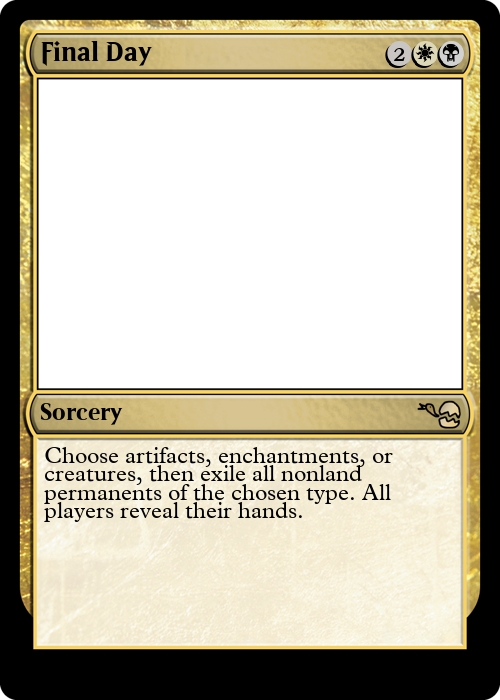 Final Day
2
Sorcery
Choose artifacts, enchantments, or
creatures, then exile all nonland
permanents of the chosen type. All
players reveal their hands.